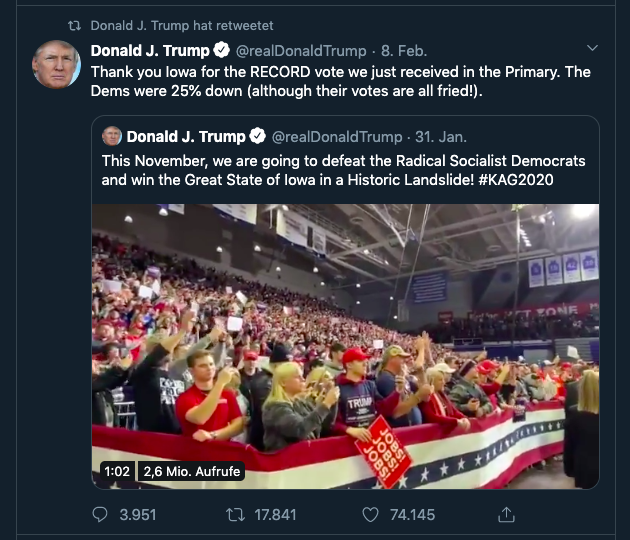 Donald J. Trump hat retweetet
Donald J. Trump @realDonaldTrump · 8. Feb.
Thank you Iowa for the RECORD vote we just received in the Primary. The
Dems were 25% down (although their votes are all fried!).
Donald J. Trump @realDonaldTrump · 31. Jan.
This November, we are going to defeat the Radical Socialist Democrats
and win the Great State of Iowa in a Historic Landslide! #KAG2020
TRUMP
JOBS!
JOBS!
JOBS!
1:02 2,6 Mio. Aufrufe
3.951 17.841 74.145